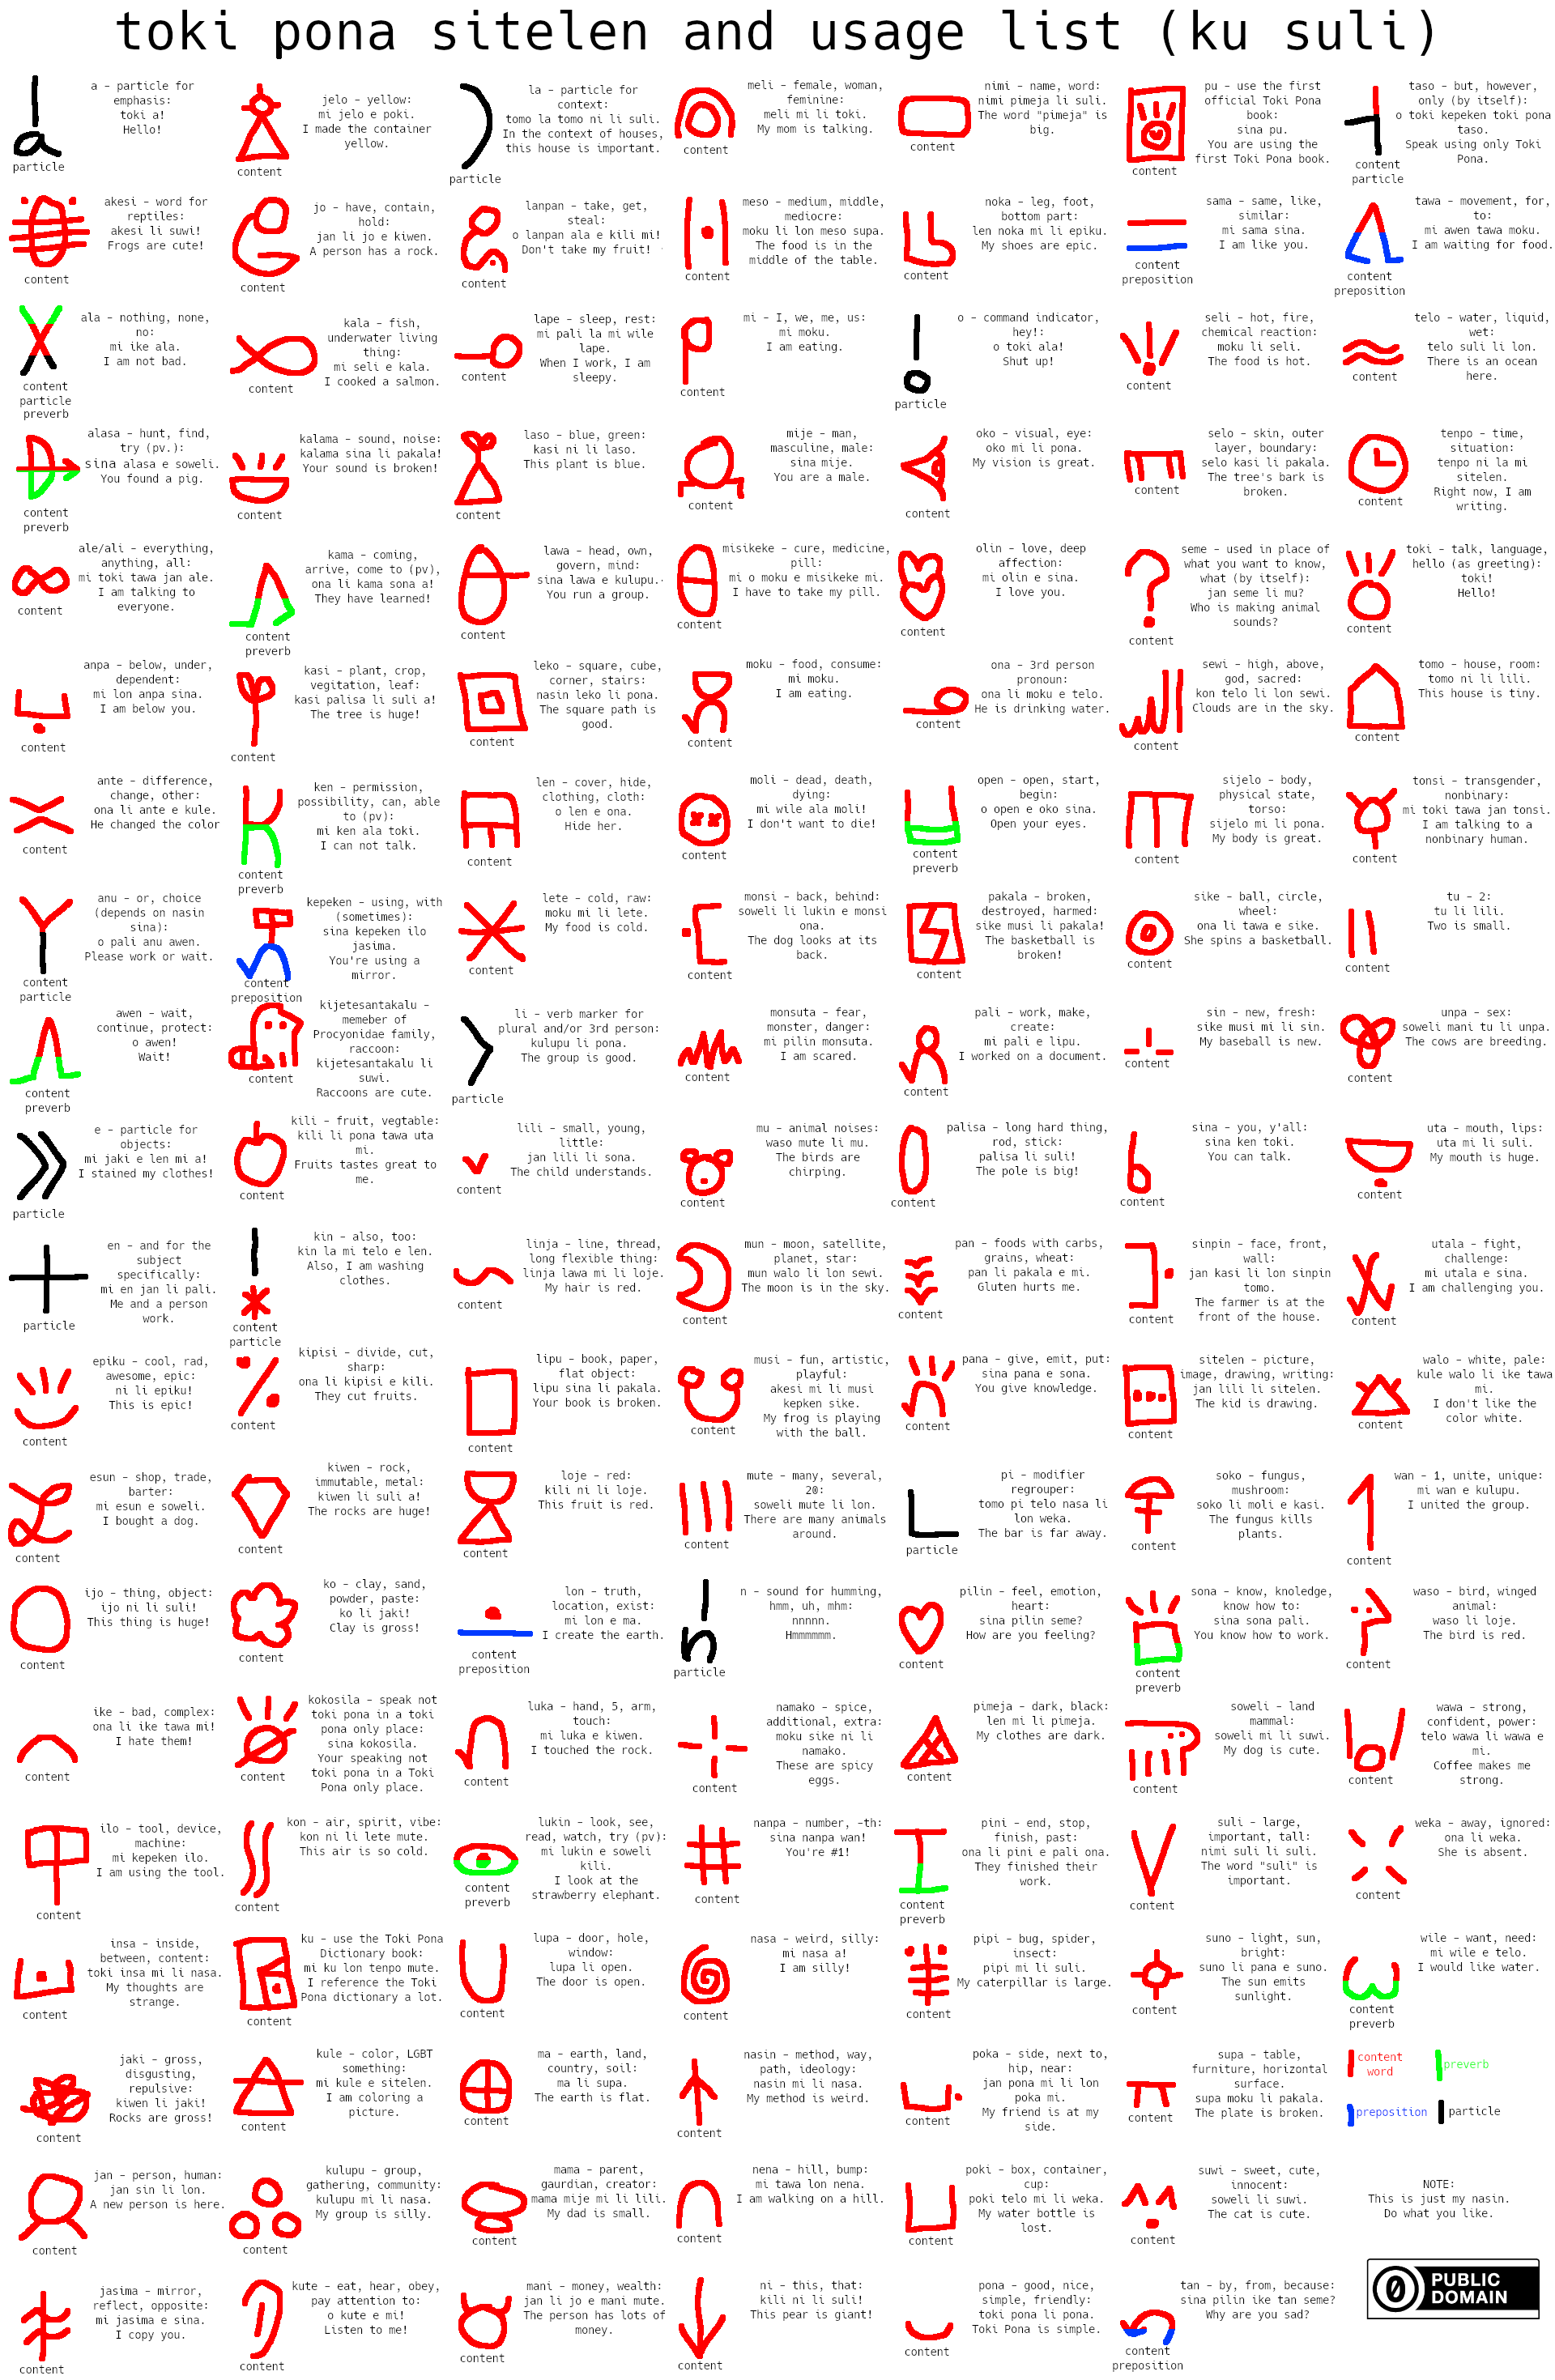 toki pona sitelen and usage list (ku suli)
a – particle for
emphasis:
toki a!
Hello!
particle
akesi – word for
reptiles:
akesi li suwi!
Frogs are cute!
content
ala – nothing, none,
no:
mi ike ala.
I am not bad.
content
particle
preverb
alasa – hunt, find,
try (pv.):
sina alasa e soweli.
You found a pig.
content
preverb
ale/ali – everything,
anything, all:
mi toki tawa jan ale.
I am talking to
everyone.
content
anpa – below, under,
dependent:
mi lon anpa sina.
I am below you.
content
ante – difference,
change, other:
ona li ante e kule.
He changed the color
content
anu – or, choice
(depends on nasin
sina):
o pali anu awen.
Please work or wait.
content
particle
awen – wait,
continue, protect:
o awen!
Wait!
content
preverb
e – particle for
objects:
mi jaki e len mi a!
I stained my clothes!
particle
en – and for the
subject
specifically:
mi en jan li pali.
Me and a person
work.
particle
epiku – cool, rad,
awesome, epic:
ni li epiku!
This is epic!
content
esun – shop, trade,
barter:
mi esun e soweli.
I bought a dog.
content
ijo – thing, object:
ijo ni li suli!
This thing is huge!
content
ike – bad, complex:
ona li ike tawa mi!
I hate them!
content
ilo – tool, device,
machine:
mi kepeken ilo.
I am using the tool.
content
insa – inside,
between, content:
toki insa mi li nasa.
My thoughts are
strange.
content
jaki – gross,
disgusting,
repulsive:
kiwen li jaki!
Rocks are gross!
content
jan – person, human:
jan sin li lon.
A new person is here.
content
jasima – mirror,
reflect, opposite:
mi jasima e sina.
I copy you.
content
jelo – yellow:
mi jelo e poki.
I made the container
yellow.
content
jo – have, contain,
hold:
jan li jo e kiwen.
A person has a rock.
content
kala – fish,
underwater living
thing:
mi seli e kala.
I cooked a salmon.
content
kalama – sound, noise:
kalama sina li pakala!
Your sound is broken!
content
kama – coming,
arrive, come to (pv),
ona li kama sona a!
They have learned!
content
preverb
kasi – plant, crop,
vegitation, leaf:
kasi palisa li suli a!
The tree is huge!
content
ken – permission,
possibility, can, able
to (pv):
mi ken ala toki.
I can not talk.
content
preverb
kepeken – using, with
(sometimes):
sina kepeken ilo
jasima.
You're using a
mirror.
content
preposition
kijetesantakalu –
memeber of
Procyonidae family,
raccoon:
kijetesantakalu li
suwi.
Raccoons are cute.
content
kili – fruit, vegtable:
kili li pona tawa uta
mi.
Fruits tastes great to
me.
content
kin – also, too:
kin la mi telo e len.
Also, I am washing
clothes.
content
particle
kipisi – divide, cut,
sharp:
ona li kipisi e kili.
They cut fruits.
content
kiwen – rock,
immutable, metal:
kiwen li suli a!
The rocks are huge!
content
ko – clay, sand,
powder, paste:
ko li jaki!
Clay is gross!
content
kokosila – speak not
toki pona in a toki
pona only place:
sina kokosila.
Your speaking not
toki pona in a Toki
Pona only place.
content
kon – air, spirit, vibe:
kon ni li lete mute.
This air is so cold.
content
ku – use the Toki Pona
Dictionary book:
mi ku lon tenpo mute.
I reference the Toki
Pona dictionary a lot.
content
kule – color, LGBT
something:
mi kule e sitelen.
I am coloring a
picture.
content
kulupu – group,
gathering, community:
kulupu mi li nasa.
My group is silly.
content
kute – eat, hear, obey,
pay attention to:
o kute e mi!
Listen to me!
content
la – particle for
context:
tomo la tomo ni li suli.
In the context of houses,
this house is important.
particle
lanpan – take, get,
steal:
o lanpan ala e kili mi!
Don't take my fruit!
content
lape – sleep, rest:
mi pali la mi wile
lape.
When I work, I am
sleepy.
content
laso – blue, green:
kasi ni li laso.
This plant is blue.
content
lawa – head, own,
govern, mind:
sina lawa e kulupu.
You run a group.
content
leko – square, cube,
corner, stairs:
nasin leko li pona.
The square path is
good.
content
len – cover, hide,
clothing, cloth:
o len e ona.
Hide her.
content
lete – cold, raw:
moku mi li lete.
My food is cold.
content
li – verb marker for
plural and/or 3rd person:
kulupu li pona.
The group is good.
particle
lili – small, young,
little:
jan lili li sona.
The child understands.
content
linja – line, thread,
long flexible thing:
linja lawa mi li loje.
My hair is red.
content
lipu – book, paper,
flat object:
lipu sina li pakala.
Your book is broken.
content
loje – red:
kili ni li loje.
This fruit is red.
content
lon – truth,
location, exist:
mi lon e ma.
I create the earth.
content
preposition
luka – hand, 5, arm,
touch:
mi luka e kiwen.
I touched the rock.
content
lukin – look, see,
read, watch, try (pv):
mi lukin e soweli
kili.
I look at the
strawberry elephant.
content
preverb
lupa – door, hole,
window:
lupa li open.
The door is open.
content
ma – earth, land,
country, soil:
ma li supa.
The earth is flat.
content
mama – parent,
gaurdian, creator:
mama mije mi li lili.
My dad is small.
content
mani – money, wealth:
jan li jo e mani mute.
The person has lots of
money.
content
meli – female, woman,
feminine:
meli mi li toki.
My mom is talking.
content
meso – medium, middle,
mediocre:
moku li lon meso supa.
The food is in the
middle of the table.
content
mi – I, we, me, us:
mi moku.
I am eating.
content
mije – man,
masculine, male:
sina mije.
You are a male.
content
misikeke – cure, medicine,
pill:
mi o moku e misikeke mi.
I have to take my pill.
content
moku – food, consume:
mi moku.
I am eating.
content
moli – dead, death,
dying:
mi wile ala moli!
I don't want to die!
content
monsi – back, behind:
soweli li lukin e monsi
ona.
The dog looks at its
back.
content
monsuta – fear,
monster, danger:
mi pilin monsuta.
I am scared.
content
mu – animal noises:
waso mute li mu.
The birds are
chirping.
content
mun – moon, satellite,
planet, star:
mun walo li lon sewi.
The moon is in the sky.
content
musi – fun, artistic,
playful:
akesi mi li musi
kepken sike.
My frog is playing
with the ball.
content
mute – many, several,
20:
soweli mute li lon.
There are many animals
around.
content
n – sound for humming,
hmm, uh, mhm:
nnnnn.
Hmmmmmm.
particle
namako – spice,
additional, extra:
moku sike ni li
namako.
These are spicy
eggs.
content
nanpa – number, –th:
sina nanpa wan!
You're #1!
content
nasa – weird, silly:
mi nasa a!
I am silly!
content
nasin – method, way,
path, ideology:
nasin mi li nasa.
My method is weird.
content
nena – hill, bump:
mi tawa lon nena.
I am walking on a hill.
content
ni – this, that:
kili ni li suli!
This pear is giant!
content
nimi – name, word:
nimi pimeja li suli.
The word "pimeja" is
big.
content
noka – leg, foot,
bottom part:
len noka mi li epiku.
My shoes are epic.
content
o – command indicator,
hey!:
o toki ala!
Shut up!
particle
oko – visual, eye:
oko mi li pona.
My vision is great.
content
olin – love, deep
affection:
mi olin e sina.
I love you.
content
ona – 3rd person
pronoun:
ona li moku e telo.
He is drinking water.
content
open – open, start,
begin:
o open e oko sina.
Open your eyes.
content
preverb
pakala – broken,
destroyed, harmed:
sike musi mi li pakala!
The basketball is
broken!
content
pali – work, make,
create:
mi pali e lipu.
I worked on a document.
content
palisa – long hard thing,
rod, stick:
palisa li suli!
The pole is big!
content
pan – foods with carbs,
grains, wheat:
pan li pakala e mi.
Gluten hurts me.
content
pana – give, emit, put:
sina pana e sona.
You give knowledge.
content
pi – modifier
regrouper:
tomo pi telo nasa li
lon weka.
The bar is far away.
particle
pilin – feel, emotion,
heart:
sina pilin seme?
How are you feeling?
content
pimeja – dark, black:
len mi li pimeja.
My clothes are dark.
content
pini – end, stop,
finish, past:
ona li pini e pali ona.
They finished their
work.
content
preverb
pipi – bug, spider,
insect:
pipi mi li suli.
My caterpillar is large.
content
poka – side, next to,
hip, near:
jan pona mi li lon
poka mi.
My friend is at my
side.
content
poki – box, container,
cup:
poki telo mi li weka.
My water bottle is
lost.
content
pona – good, nice,
simple, friendly:
toki pona li pona.
Toki Pona is simple.
content
pu – use the first
official Toki Pona
book:
sina pu.
You are using the
first Toki Pona book.
content
sama – same, like,
similar:
mi sama sina.
I am like you.
content
preposition
seli – hot, fire,
chemical reaction:
moku li seli.
The food is hot.
content
selo – skin, outer
layer, boundary:
selo kasi li pakala.
The tree's bark is
broken.
content
seme – used in place of
what you want to know,
what (by itself):
jan seme li mu?
Who is making animal
sounds?
content
sewi – high, above,
god, sacred:
kon telo li lon sewi.
Clouds are in the sky.
content
sijelo – body,
physical state,
torso:
sijelo mi li pona.
My body is great.
content
sike – ball, circle,
wheel:
ona li tawa e sike.
She spins a basketball.
content
sin – new, fresh:
sike musi mi li sin.
My baseball is new.
content
sina – you, y'all:
sina ken toki.
You can talk.
content
sinpin – face, front,
wall:
jan kasi li lon sinpin
tomo.
The farmer is at the
front of the house.
content
sitelen – picture,
image, drawing, writing:
jan lili li sitelen.
The kid is drawing.
content
soko – fungus,
mushroom:
soko li moli e kasi.
The fungus kills
plants.
content
sona – know, knoledge,
know how to:
sina sona pali.
You know how to work.
content
preverb
soweli – land
mammal:
soweli mi li suwi.
My dog is cute.
content
suli – large,
important, tall:
nimi suli li suli.
The word "suli" is
important.
content
suno – light, sun,
bright:
suno li pana e suno.
The sun emits
sunlight.
content
supa – table,
furniture, horizontal
surface.
supa moku li pakala.
The plate is broken.
content
suwi – sweet, cute,
innocent:
soweli li suwi.
The cat is cute.
content
tan – by, from, because:
sina pilin ike tan seme?
Why are you sad?
content
preposition
taso – but, however,
only (by itself):
o toki kepeken toki pona
taso.
Speak using only Toki
Pona.
content
particle
tawa – movement, for,
to:
mi awen tawa moku.
I am waiting for food.
content
preposition
telo – water, liquid,
wet:
telo suli li lon.
There is an ocean
here.
content
tenpo – time,
situation:
tenpo ni la mi
sitelen.
Right now, I am
writing.
content
toki – talk, language,
hello (as greeting):
toki!
Hello!
content
tomo – house, room:
tomo ni li lili.
This house is tiny.
content
tonsi – transgender,
nonbinary:
mi toki tawa jan tonsi.
I am talking to a
nonbinary human.
content
tu – 2:
tu li lili.
Two is small.
content
unpa – sex:
soweli mani tu li unpa.
The cows are breeding.
content
uta – mouth, lips:
uta mi li suli.
My mouth is huge.
content
utala – fight,
challenge:
mi utala e sina.
I am challenging you.
content
walo – white, pale:
kule walo li ike tawa
mi.
I don't like the
color white.
content
wan – 1, unite, unique:
mi wan e kulupu.
I united the group.
content
waso – bird, winged
animal:
waso li loje.
The bird is red.
content
wawa – strong,
confident, power:
telo wawa li wawa e
mi.
Coffee makes me
strong.
content
weka – away, ignored:
ona li weka.
She is absent.
content
wile – want, need:
mi wile e telo.
I would like water.
content
preverb
content
word
preverb
preposition
particle
NOTE:
This is just my nasin.
Do what you like.
PUBLIC
DOMAIN